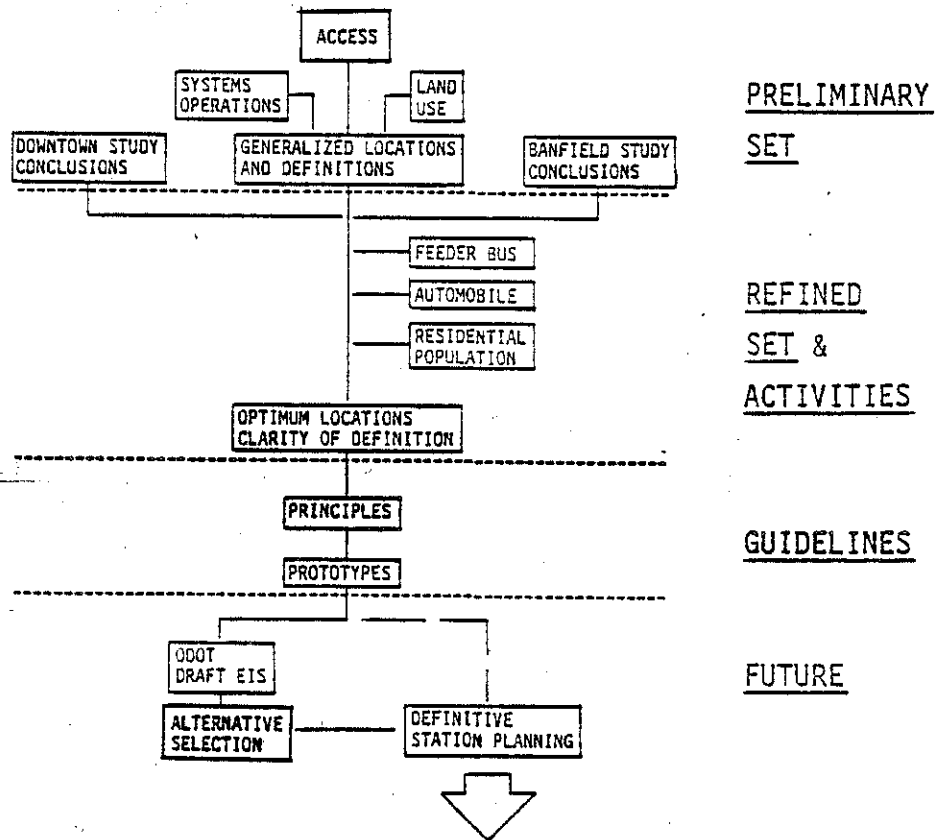 ACCESS
SYSTEMS
OPERATIONS
LAND
USE
PRELIMINARY
SET
DOWNTOWN STUDY
CONCLUSIONS
GENERALIZED LOCATIONS
AND DEFINITIONS
BANFIELD STUDY
CONCLUSIONS
FEEDER BUS
AUTOMOBILE
RESIDENTIAL
POPULATION
REFINED
SET &
ACTIVITIES
OPTIMUM LOCATIONS
CLARITY OF DEFINITION
PRINCIPLES
PROTOTYPES
GUIDELINES
ODOT
DRAFT EIS
ALTERNATIVE
SELECTION
DEFINITIVE
STATION PLANNING
FUTURE